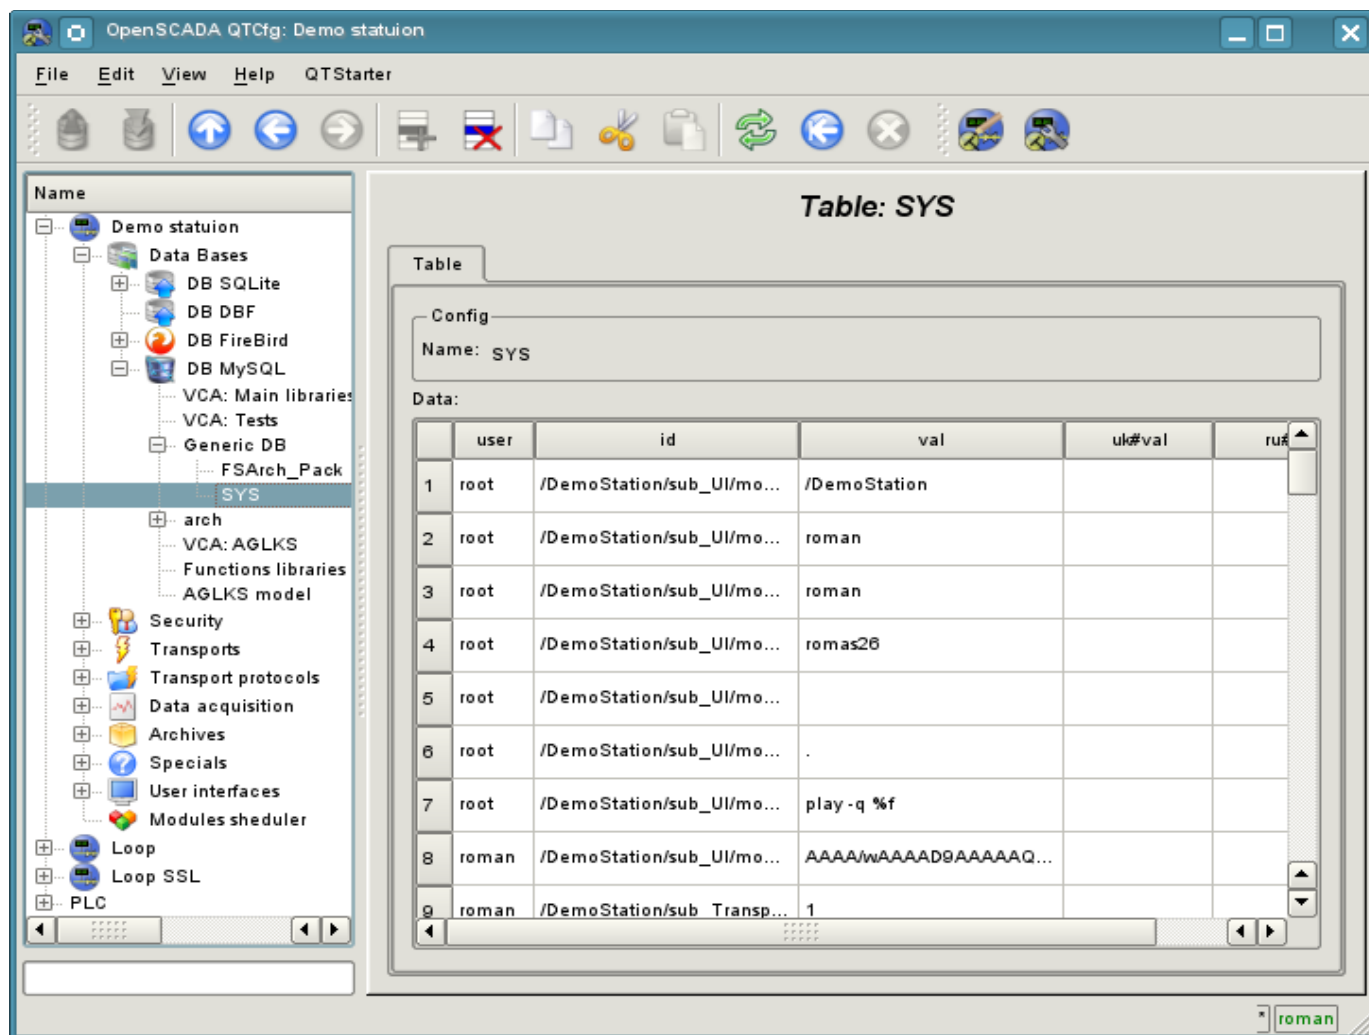 OpenSCADA QTCfg: Demo statuion
File Edit View Help QTStarter
Name
Demo statuion
Data Bases
DB SQLite
DB DBF
DB FireBird
DB MySQL
VCA: Main libraries
VCA: Tests
Generic DB
FSArch_Pack
SYS
arch
VCA: AGLKS
Functions libraries
AGLKS model
Security
Transports
Transport protocols
Data acquisition
Archives
Specials
User interfaces
Modules sheduler
Loop
Loop SSL
PLC
Table: SYS
Table
Config
Name: SYS
Data:
user id val uk#val ru#
1 root /DemoStation/sub_UI/mo... /DemoStation
2 root /DemoStation/sub_UI/mo... roman
3 root /DemoStation/sub_UI/mo... roman
4 root /DemoStation/sub_UI/mo... romas26
5 root /DemoStation/sub_UI/mo...
6 root /DemoStation/sub_UI/mo... .
7 root /DemoStation/sub_UI/mo... play -q %f
8 roman /DemoStation/sub_UI/mo... AAAA/wAAAAD9AAAAAQ...
9 roman /DemoStation/sub_Transp... 1
* roman